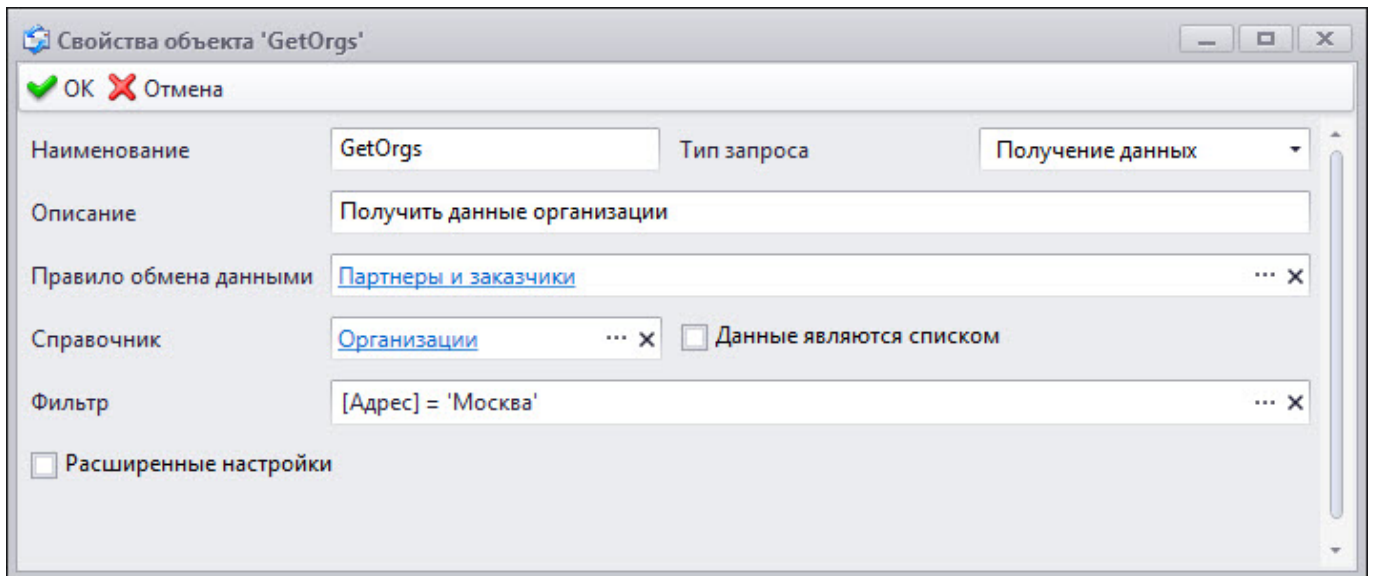 Свойства объекта 'GetOrgs'
ОК Отмена
Наименование GetOrgs Тип запроса Получение данных
Описание Получить данные организации
Правило обмена данными Партнеры и заказчики ...
Справочник Организации ... Данные являются списком
Фильтр [Адрес] = 'Москва' ...
Расширенные настройки